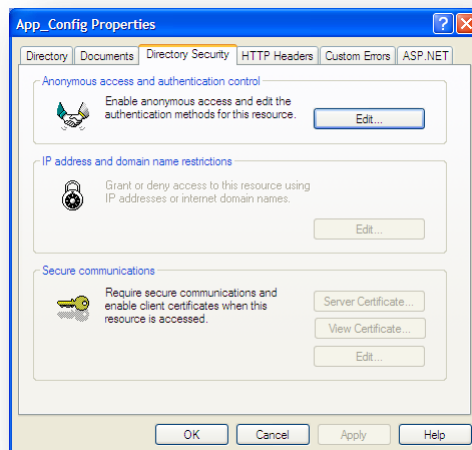 App_Config Properties
Directory Documents Directory Security HTTP Headers Custom Errors ASP.NET
Anonymous access and authentication control
Enable anonymous access and edit the
authentication methods for this resource.
Edit...
IP address and domain name restrictions
Grant or deny access to this resource using
IP addresses or internet domain names.
Edit...
Secure communications
Require secure communications and
enable client certificates when this
resource is accessed.
Server Certificate...
View Certificate...
Edit...
OK Cancel Apply Help